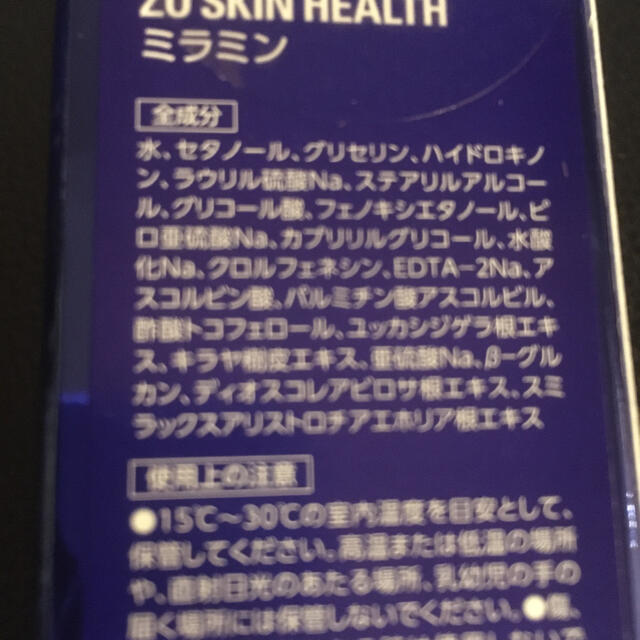 ZO SKIN HEALTH
ミラミン
全成分
水、セタノール、グリセリン、ハイドロキノ
ン、ラウリル硫酸Na、ステアリルアルコー
ル、グリコール酸、フェノキシエタノール、ピ
ロ亜硫酸Na、カプリリルグリコール、水酸
化Na、クロルフェネシン、EDTA-2Na、ア
スコルビン酸、パルミチン酸アスコルビル、
酢酸トコフェロール、ユッカシジゲラ根エキ
ス、キラヤ樹皮エキス、亜硫酸Na、β-グル
カン、ディオスコレアビロサ根エキス、スミ
ラックスアリストロチアエホリア根エキス
使用上の注意
●15℃~30℃の室内温度を目安として、
保管してください。高温または低温の場所
や、直射日光のあたる場所、乳幼児の手の
届く場所には保管しないでください。●